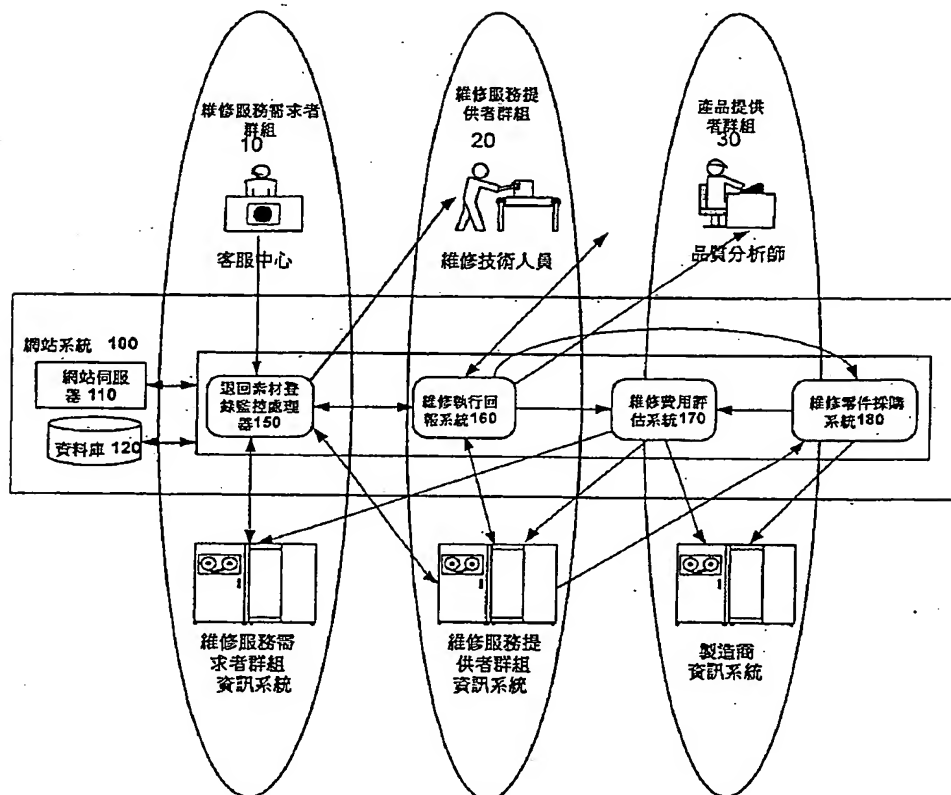 維修服務需求者
群組
10
維修服務提
供者群組
20
產品提供
者群組
30
客服中心
維修技術人員
品質分析師
網站系統 100
網站伺服
器 110
資料庫 120
退回素材登
錄監控處理
器150
維修執行回
報系統160
維修費用評
估系統170
維修零件採購
系統180
維修服務需
求者群組
資訊系統
維修服務提
供者群組
資訊系統
製造商
資訊系統